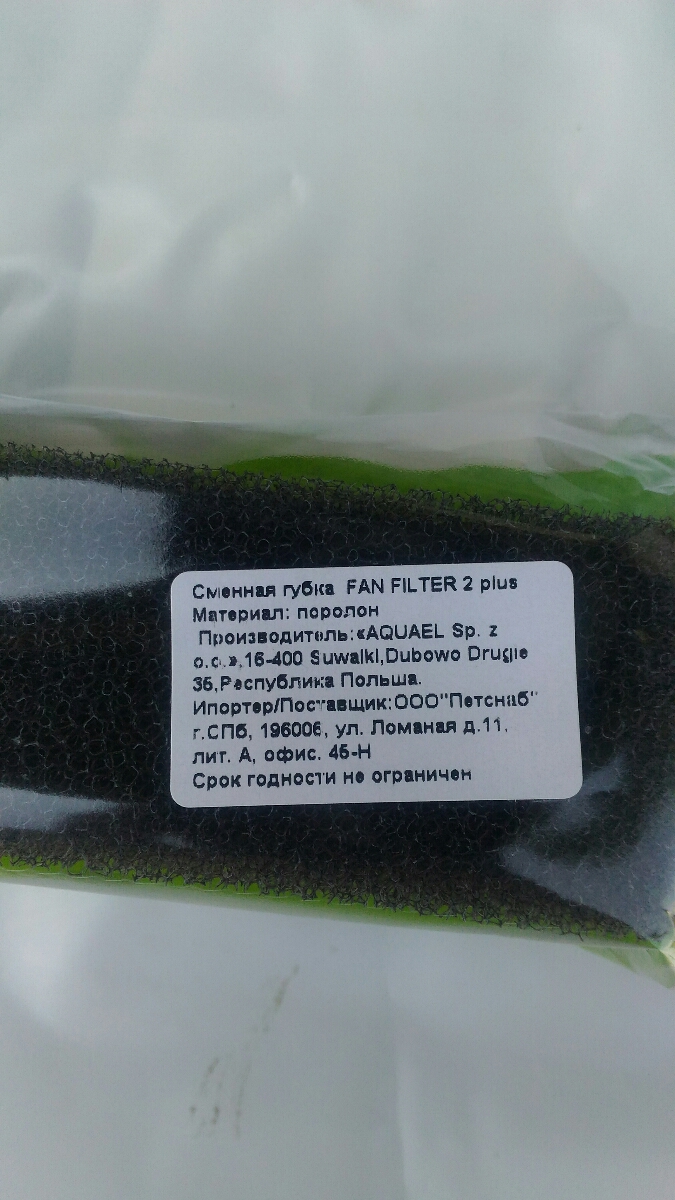 Сменная губка FAN FILTER 2 plus
Материал: поролон
Производитель:«AQUAEL Sp. z
o.o.»,16-400 Suwalki,Dubowo Drugie
35,Республика Польша.
Ипортер/Поставщик:ООО"Петснаб"
г.СПб, 196006, ул. Ломаная д.11,
лит. А, офис. 45-Н
Срок годности не ограничен